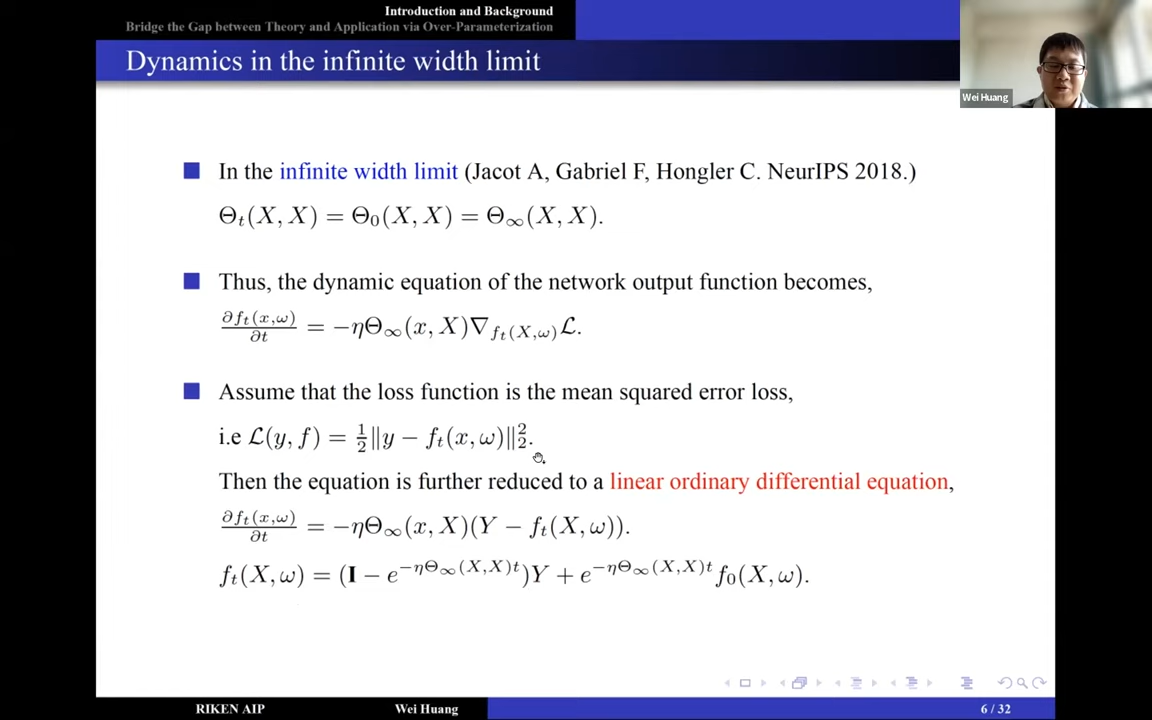 Introduction and Background
Bridge the Gap between Theory and Application via Over-Parameterization
Dynamics in the infinite width limit
Wei Huang
In the infinite width limit (Jacot A, Gabriel F, Hongler C. NeurIPS 2018.)
Θ_t(X, X) = Θ_0(X, X) = Θ_∞(X, X).
Thus, the dynamic equation of the network output function becomes,
∂f_t(x,ω)/∂t = −ηΘ_∞(x, X)∇_{f_t(X,ω)}ℒ.
Assume that the loss function is the mean squared error loss,
i.e ℒ(y, f) = ½‖y − f_t(x, ω)‖²₂.
Then the equation is further reduced to a linear ordinary differential equation,
∂f_t(x,ω)/∂t = −ηΘ_∞(x, X)(Y − f_t(X, ω)).
f_t(X, ω) = (I − e^{−ηΘ_∞(X,X)t})Y + e^{−ηΘ_∞(X,X)t} f_0(X, ω).
RIKEN AIP Wei Huang 6 / 32